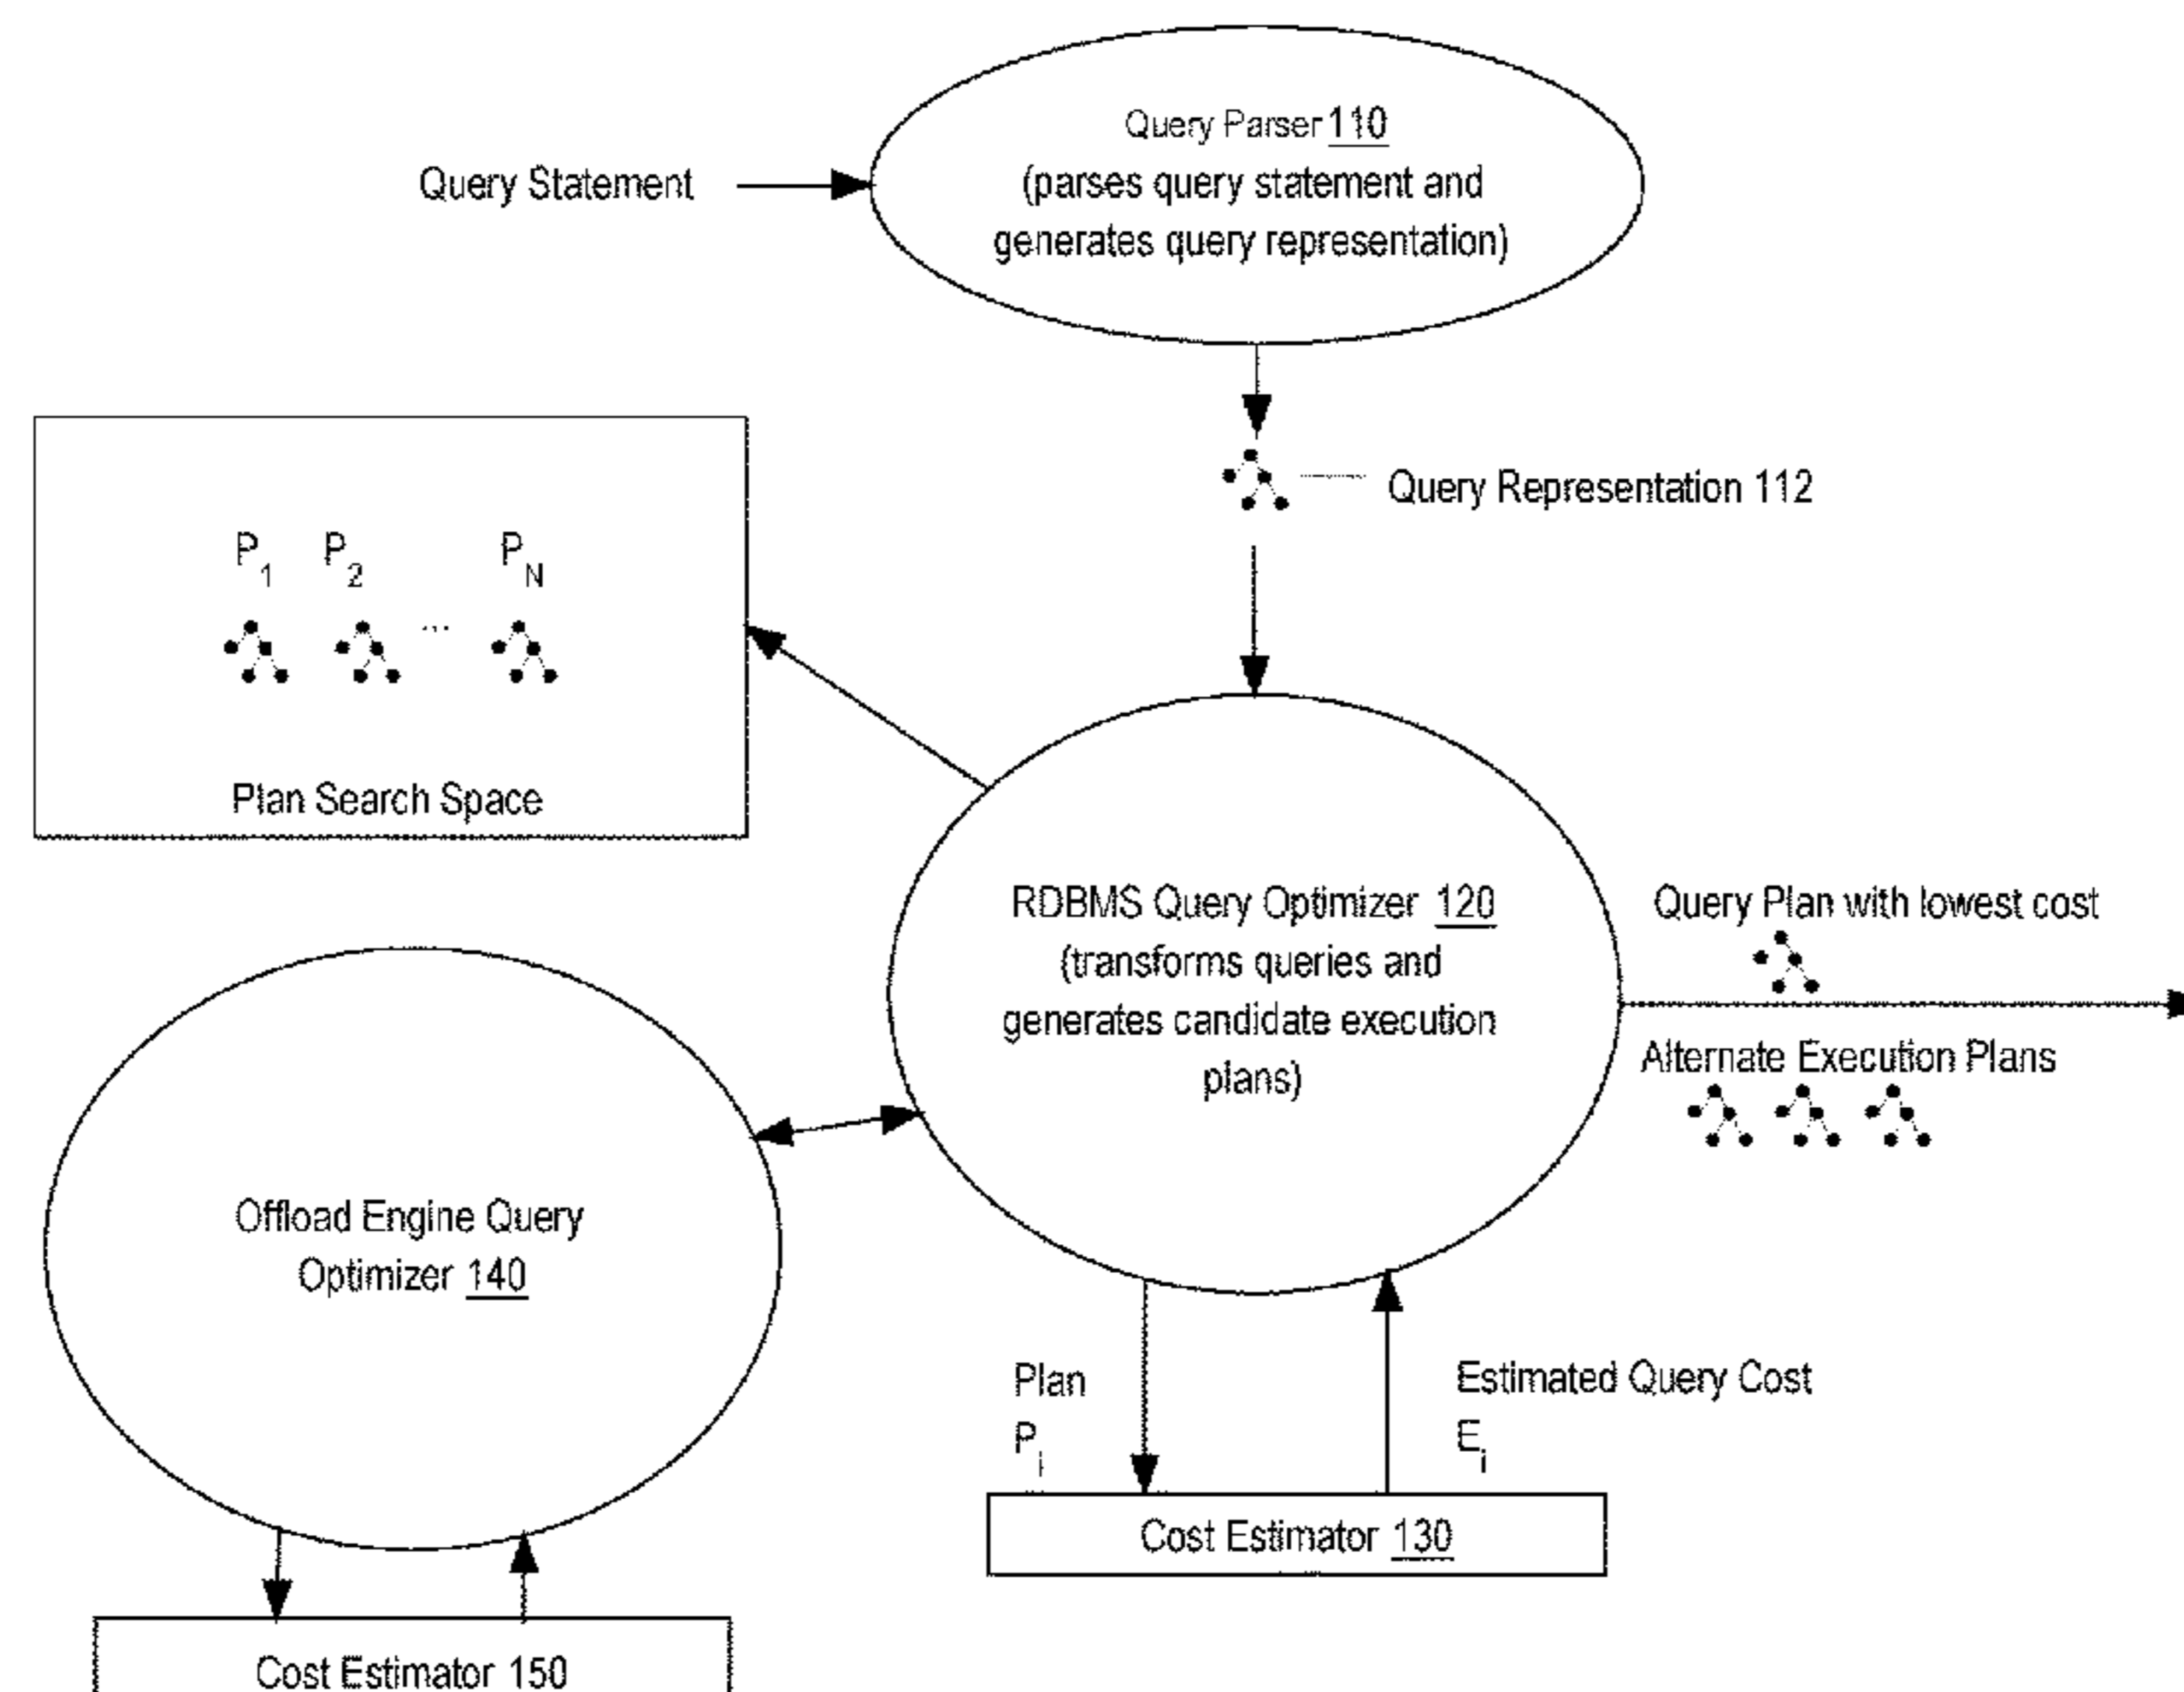 Query Parser 110
(parses query statement and
generates query representation)
Query Statement
Query Representation 112
P1 P2 PN
...
Plan Search Space
RDBMS Query Optimizer 120
(transforms queries and
generates candidate execution
plans)
Query Plan with lowest cost
Alternate Execution Plans
Offload Engine Query
Optimizer 140
Plan
Pi
Estimated Query Cost
Ei
Cost Estimator 130
Cost Estimator 150